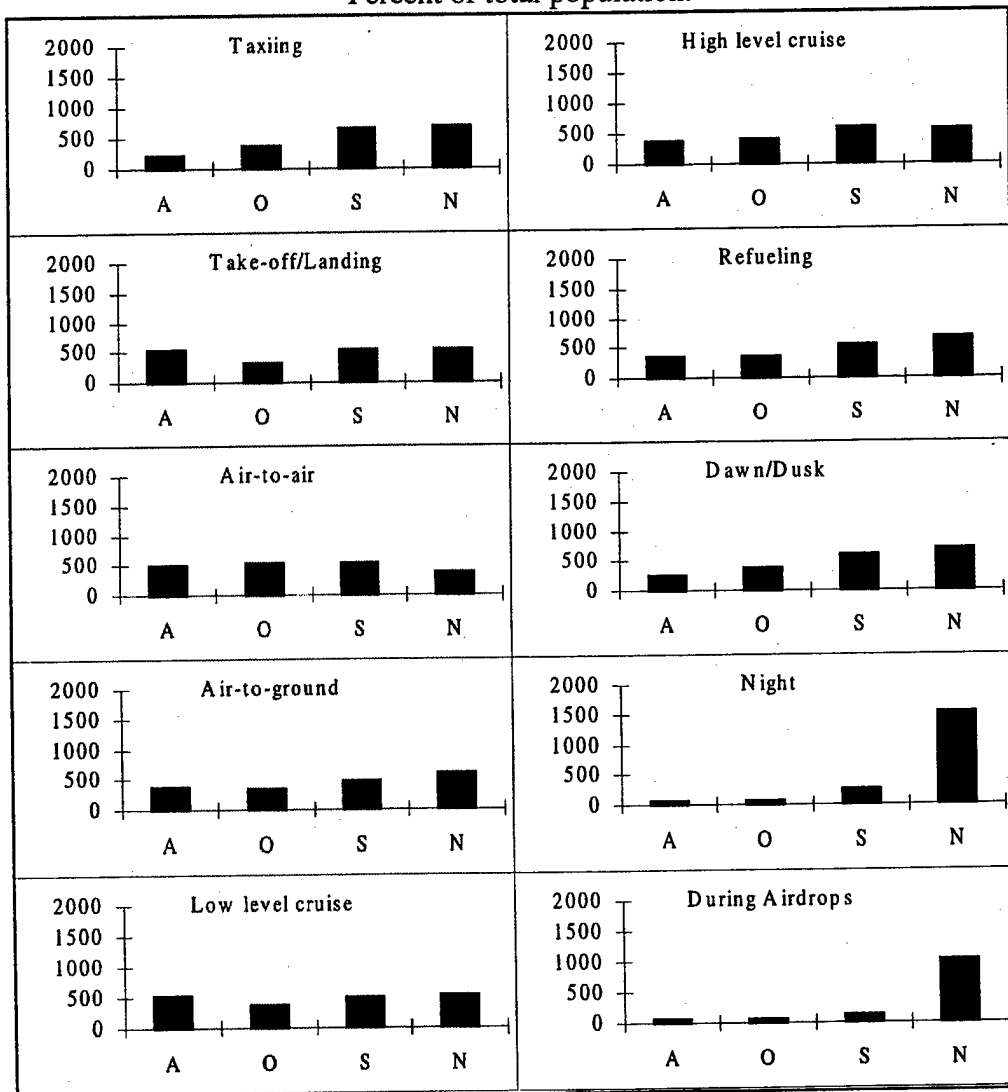 Percent of total population.
Taxiing
2000
1500
1000
500
0
A O S N
High level cruise
2000
1500
1000
500
0
A O S N
Take-off/Landing
2000
1500
1000
500
0
A O S N
Refueling
2000
1500
1000
500
0
A O S N
Air-to-air
2000
1500
1000
500
0
A O S N
Dawn/Dusk
2000
1500
1000
500
0
A O S N
Air-to-ground
2000
1500
1000
500
0
A O S N
Night
2000
1500
1000
500
0
A O S N
Low level cruise
2000
1500
1000
500
0
A O S N
During Airdrops
2000
1500
1000
500
0
A O S N